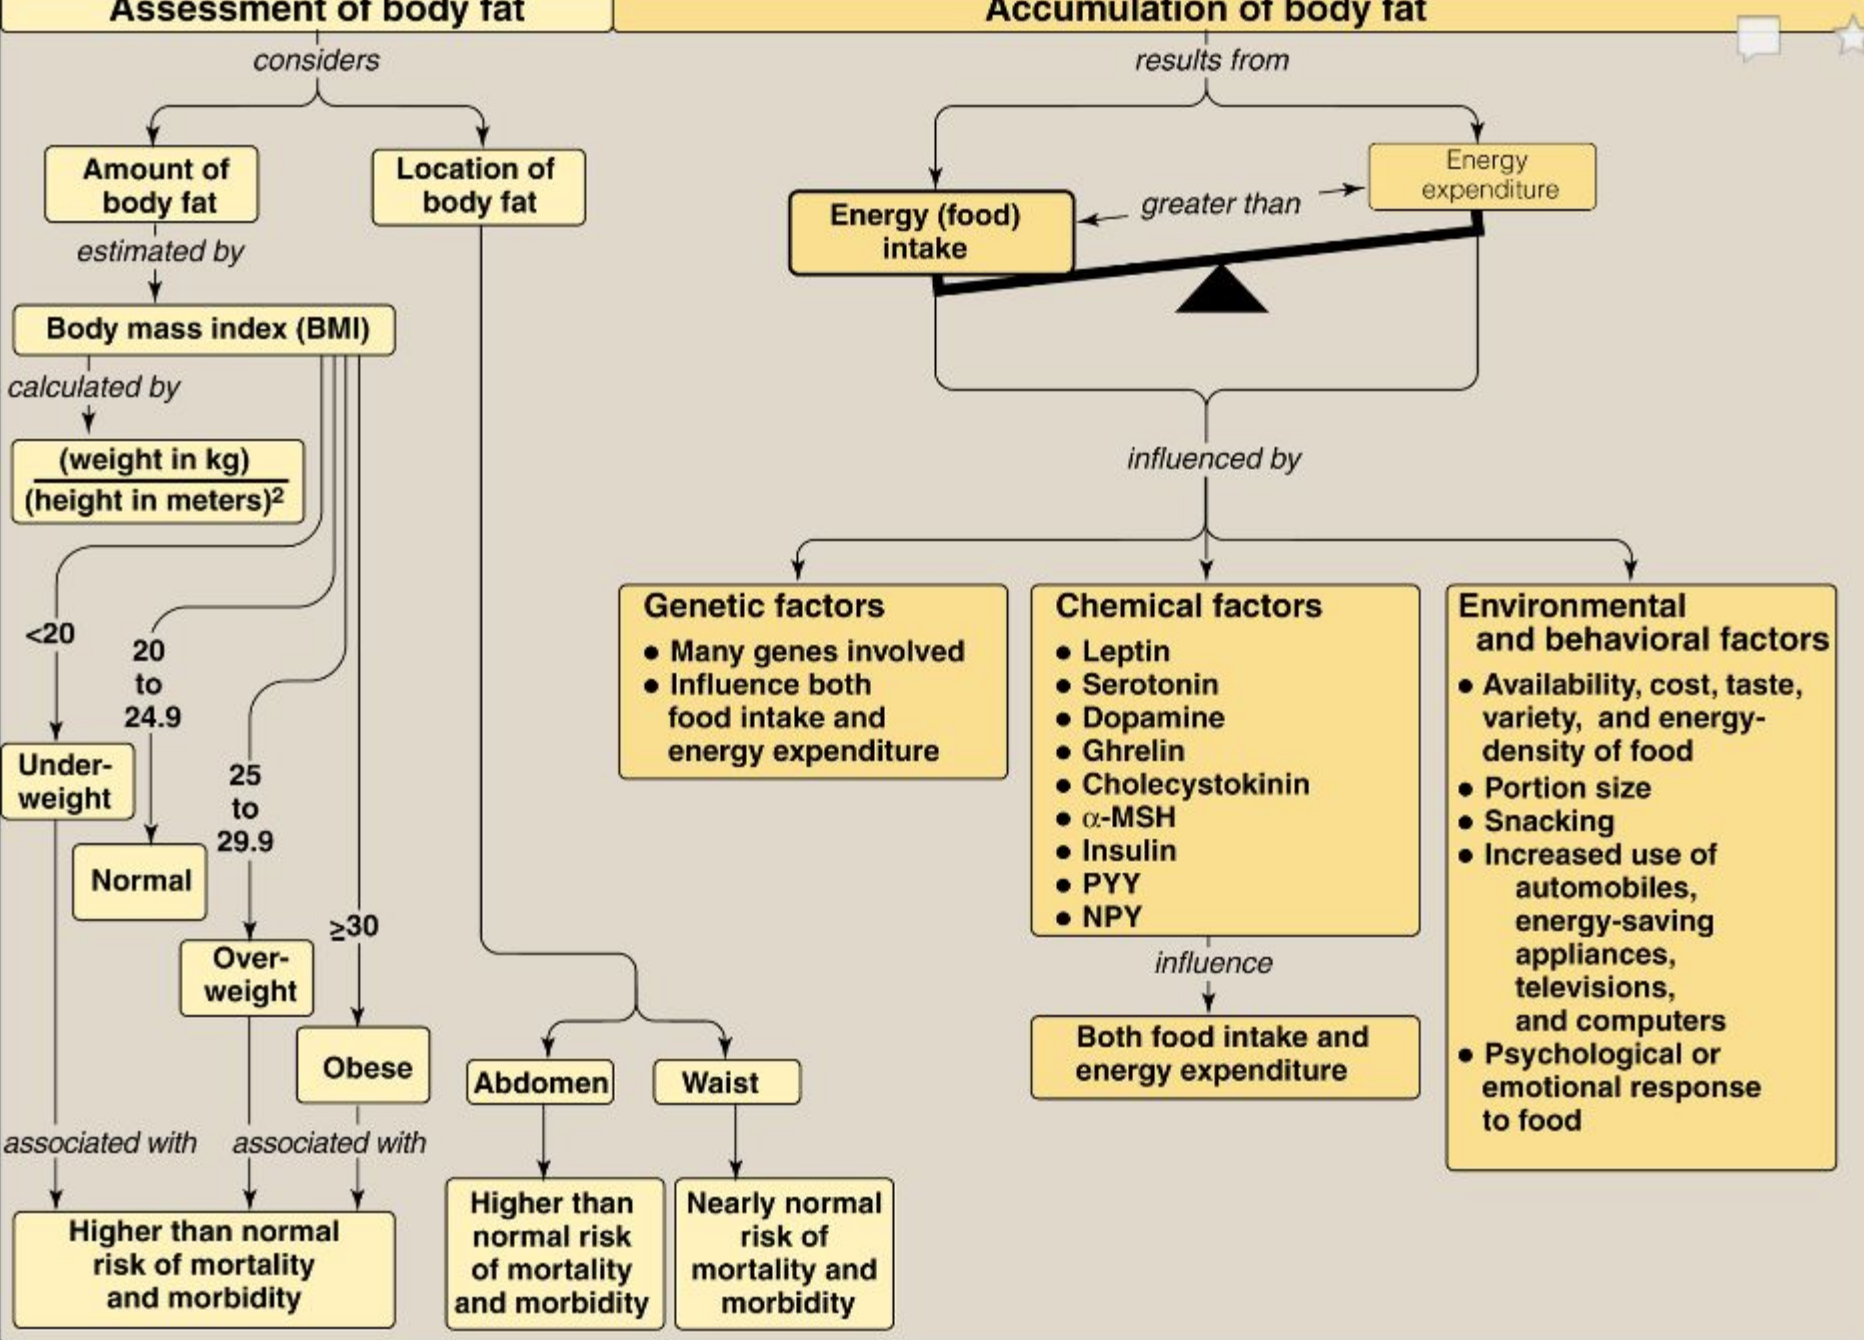 Assessment of body fat
considers
Amount of
body fat
Location of
body fat
estimated by
Body mass index (BMI)
calculated by
(weight in kg)
(height in meters)²
<20
20
to
24.9
25
to
29.9
≥30
Under-
weight
Normal
Over-
weight
Obese
associated with
associated with
Higher than normal
risk of mortality
and morbidity
Abdomen
Waist
Higher than
normal risk
of mortality
and morbidity
Nearly normal
risk of
mortality and
morbidity
Accumulation of body fat
results from
Energy (food)
intake
greater than
Energy
expenditure
influenced by
Genetic factors
● Many genes involved
● Influence both
food intake and
energy expenditure
Chemical factors
● Leptin
● Serotonin
● Dopamine
● Ghrelin
● Cholecystokinin
● α-MSH
● Insulin
● PYY
● NPY
influence
Both food intake and
energy expenditure
Environmental
and behavioral factors
● Availability, cost, taste,
variety, and energy-
density of food
● Portion size
● Snacking
● Increased use of
automobiles,
energy-saving
appliances,
televisions,
and computers
● Psychological or
emotional response
to food